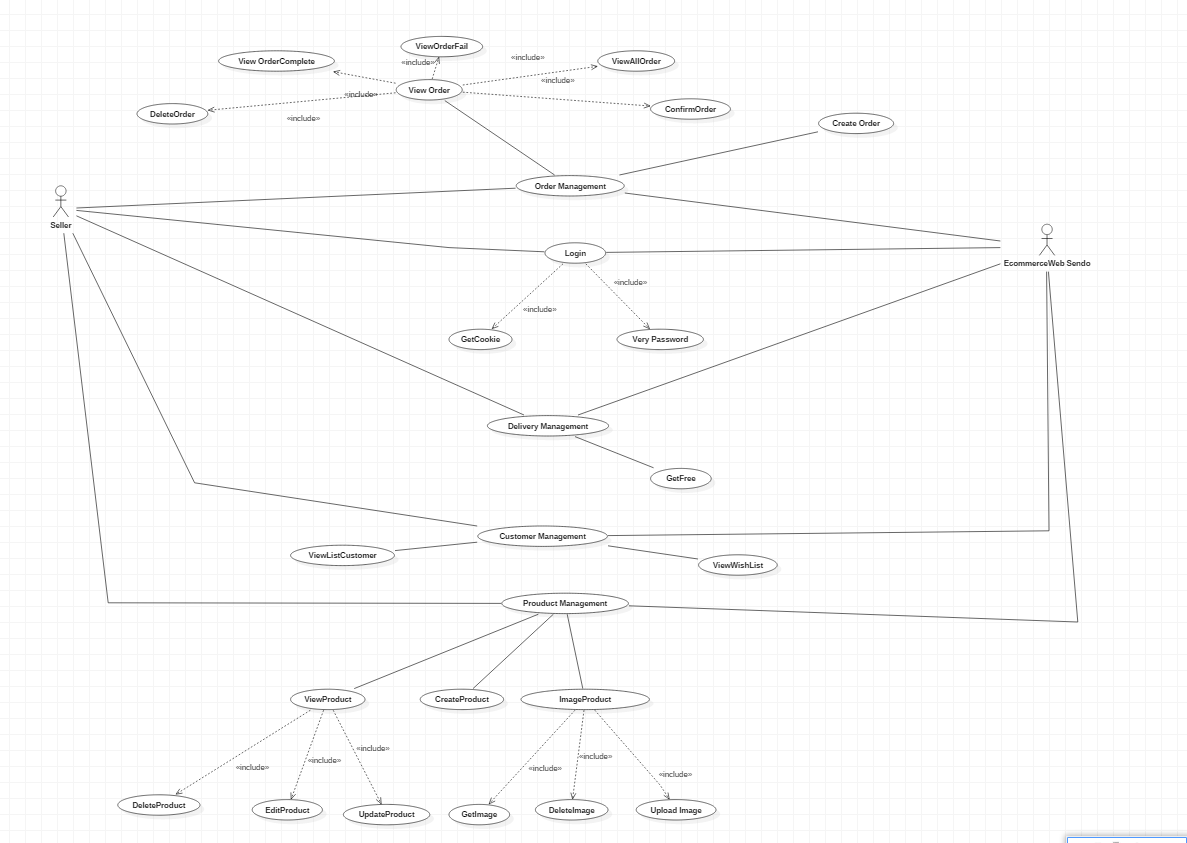 ViewOrderFail
View OrderComplete
«include»
«include»
ViewAllOrder
«include»
View Order
«include»
DeleteOrder
«include»
ConfirmOrder
Create Order
Order Management
Seller
Login
EcommerceWeb Sendo
«include»
«include»
GetCookie
Very Password
Delivery Management
GetFree
Customer Management
ViewListCustomer
ViewWishList
Prouduct Management
ViewProduct
CreateProduct
ImageProduct
«include»
«include»
«include»
«include»
«include»
«include»
DeleteProduct
EditProduct
UpdateProduct
GetImage
DeleteImage
Upload Image